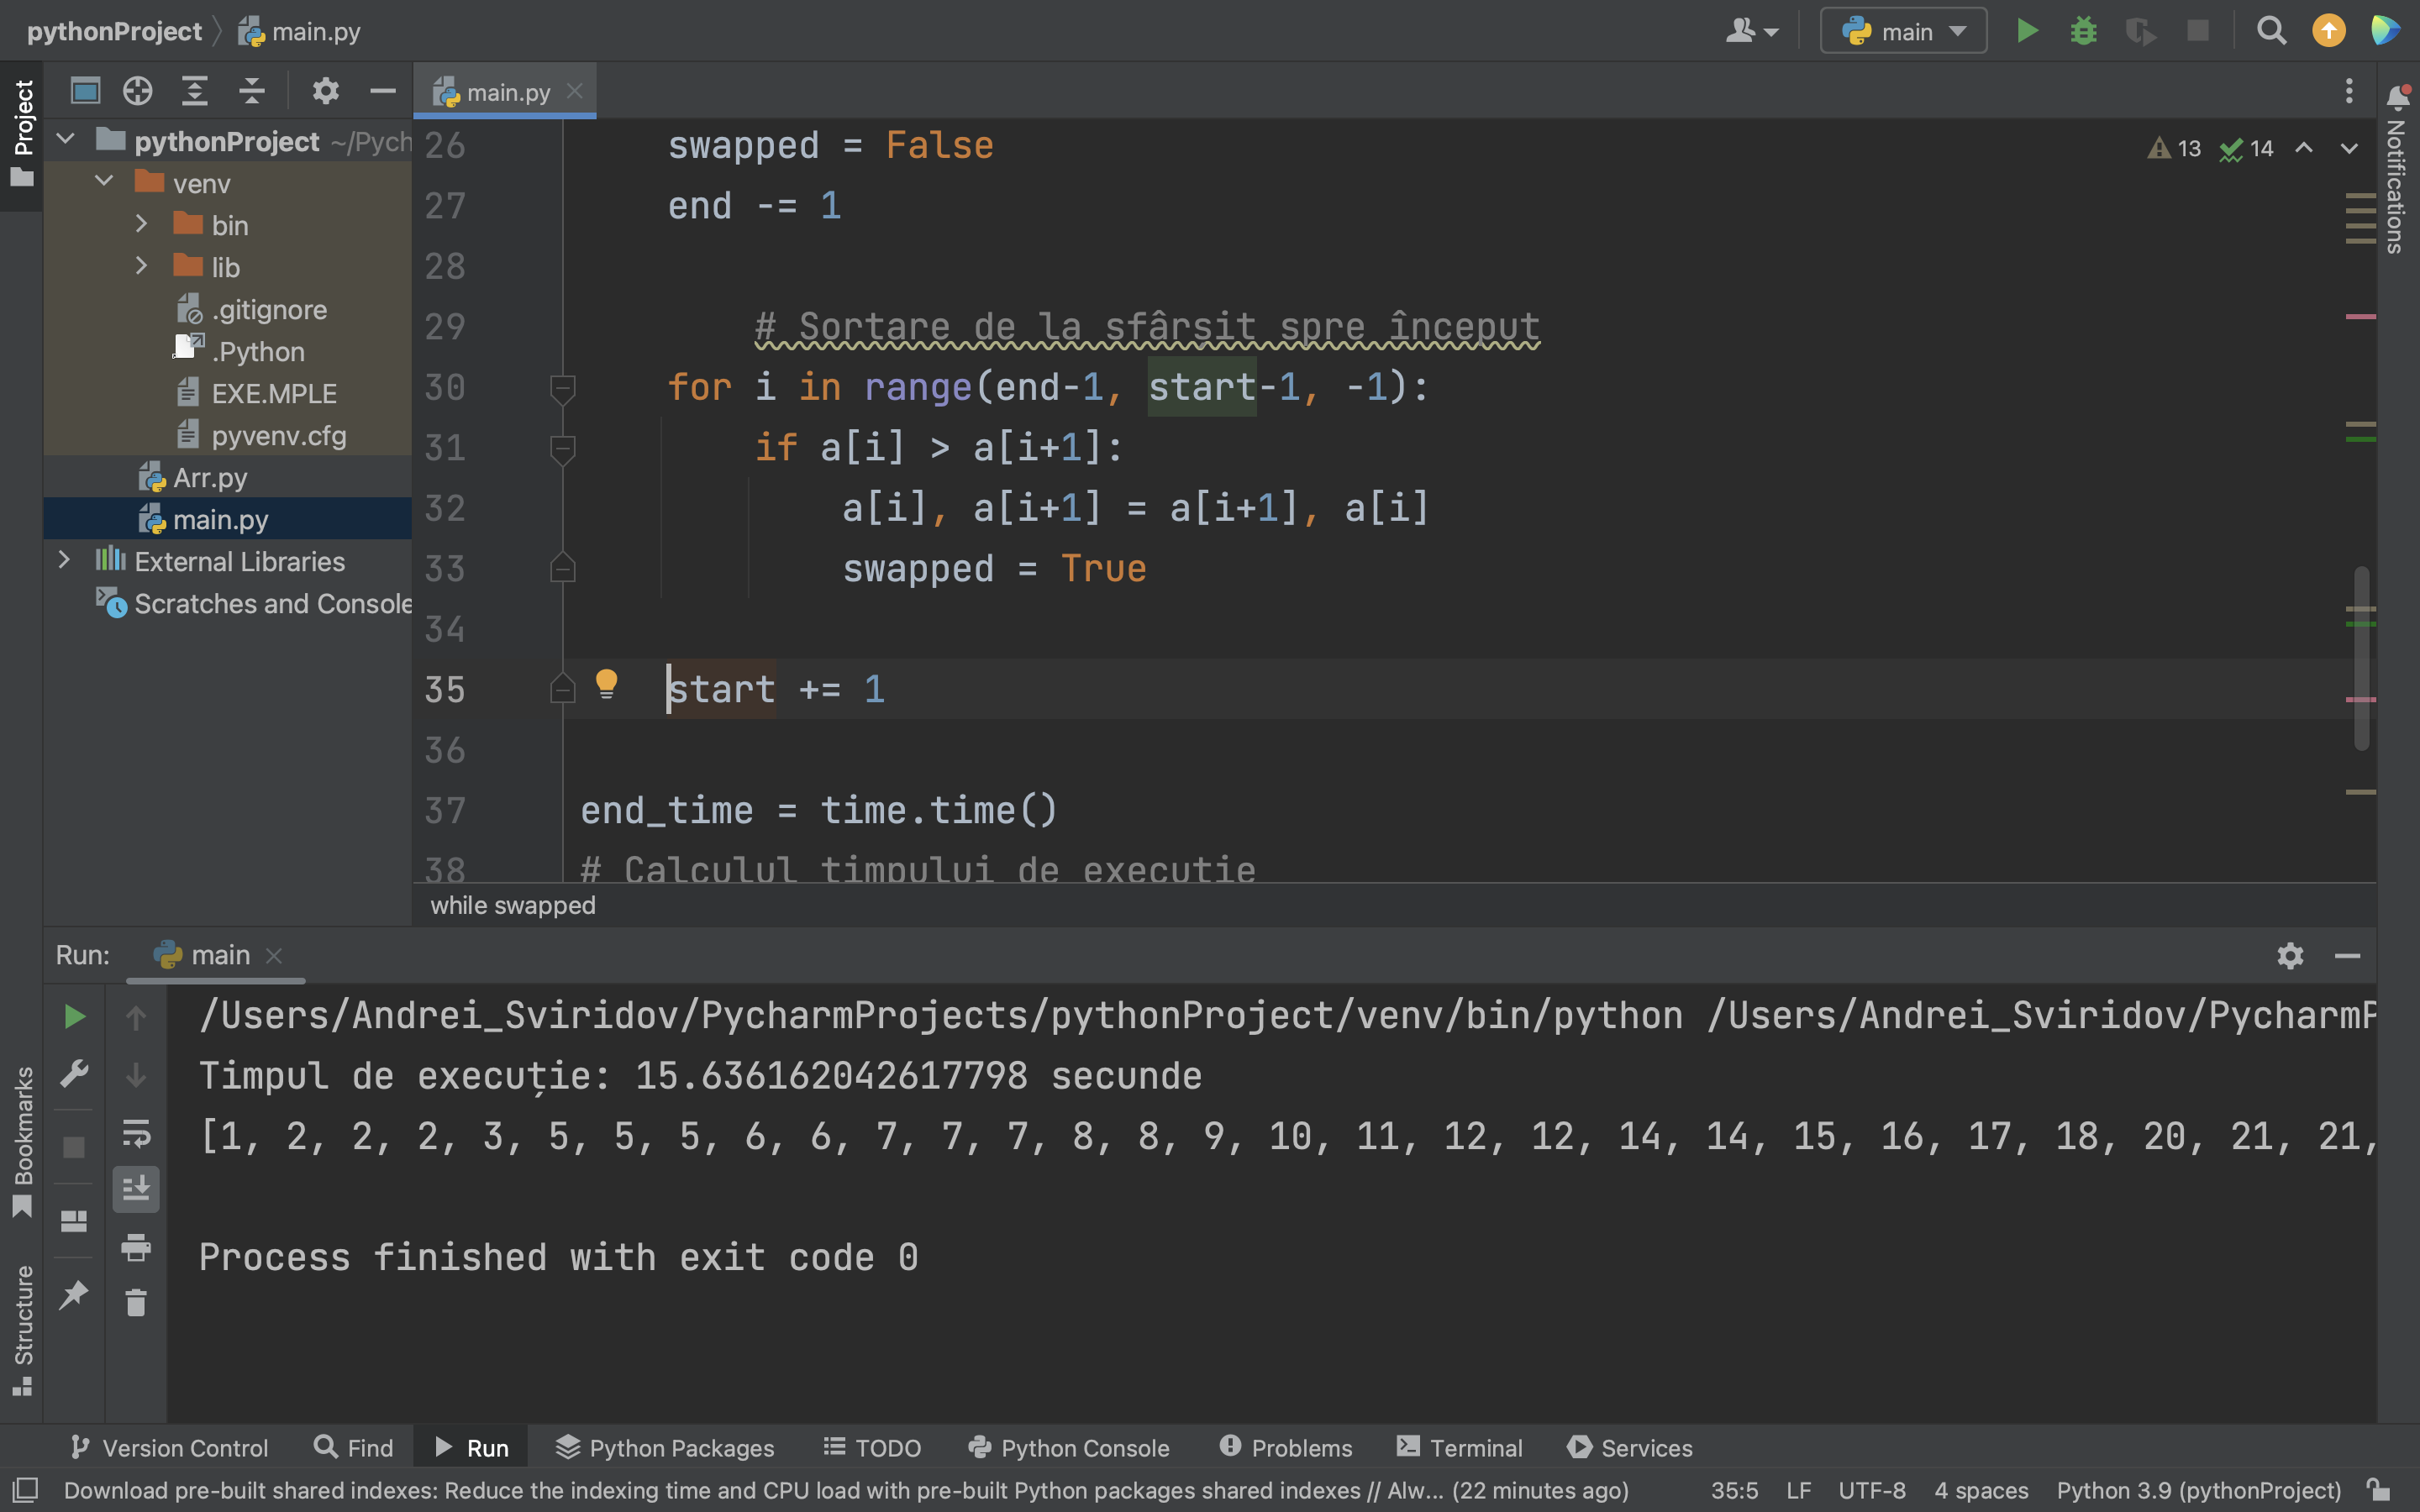 pythonProject main.py
main
Project
main.py
pythonProject ~/Pych
venv
bin
lib
.gitignore
.Python
EXE.MPLE
pyvenv.cfg
Arr.py
main.py
External Libraries
Scratches and Console
13 14
26 swapped = False
27 end -= 1
28
29 # Sortare de la sfârșit spre început
30 for i in range(end-1, start-1, -1):
31 if a[i] > a[i+1]:
32 a[i], a[i+1] = a[i+1], a[i]
33 swapped = True
34
35 start += 1
36
37 end_time = time.time()
38 # Calculul timpului de execuție
while swapped
Notifications
Run: main
/Users/Andrei_Sviridov/PycharmProjects/pythonProject/venv/bin/python /Users/Andrei_Sviridov/PycharmP
Timpul de execuție: 15.636162042617798 secunde
[1, 2, 2, 2, 3, 5, 5, 5, 6, 6, 7, 7, 7, 8, 8, 9, 10, 11, 12, 12, 14, 14, 15, 16, 17, 18, 20, 21, 21,
Process finished with exit code 0
Bookmarks
Structure
Version Control Find Run Python Packages TODO Python Console Problems Terminal Services
Download pre-built shared indexes: Reduce the indexing time and CPU load with pre-built Python packages shared indexes // Alw... (22 minutes ago) 35:5 LF UTF-8 4 spaces Python 3.9 (pythonProject)